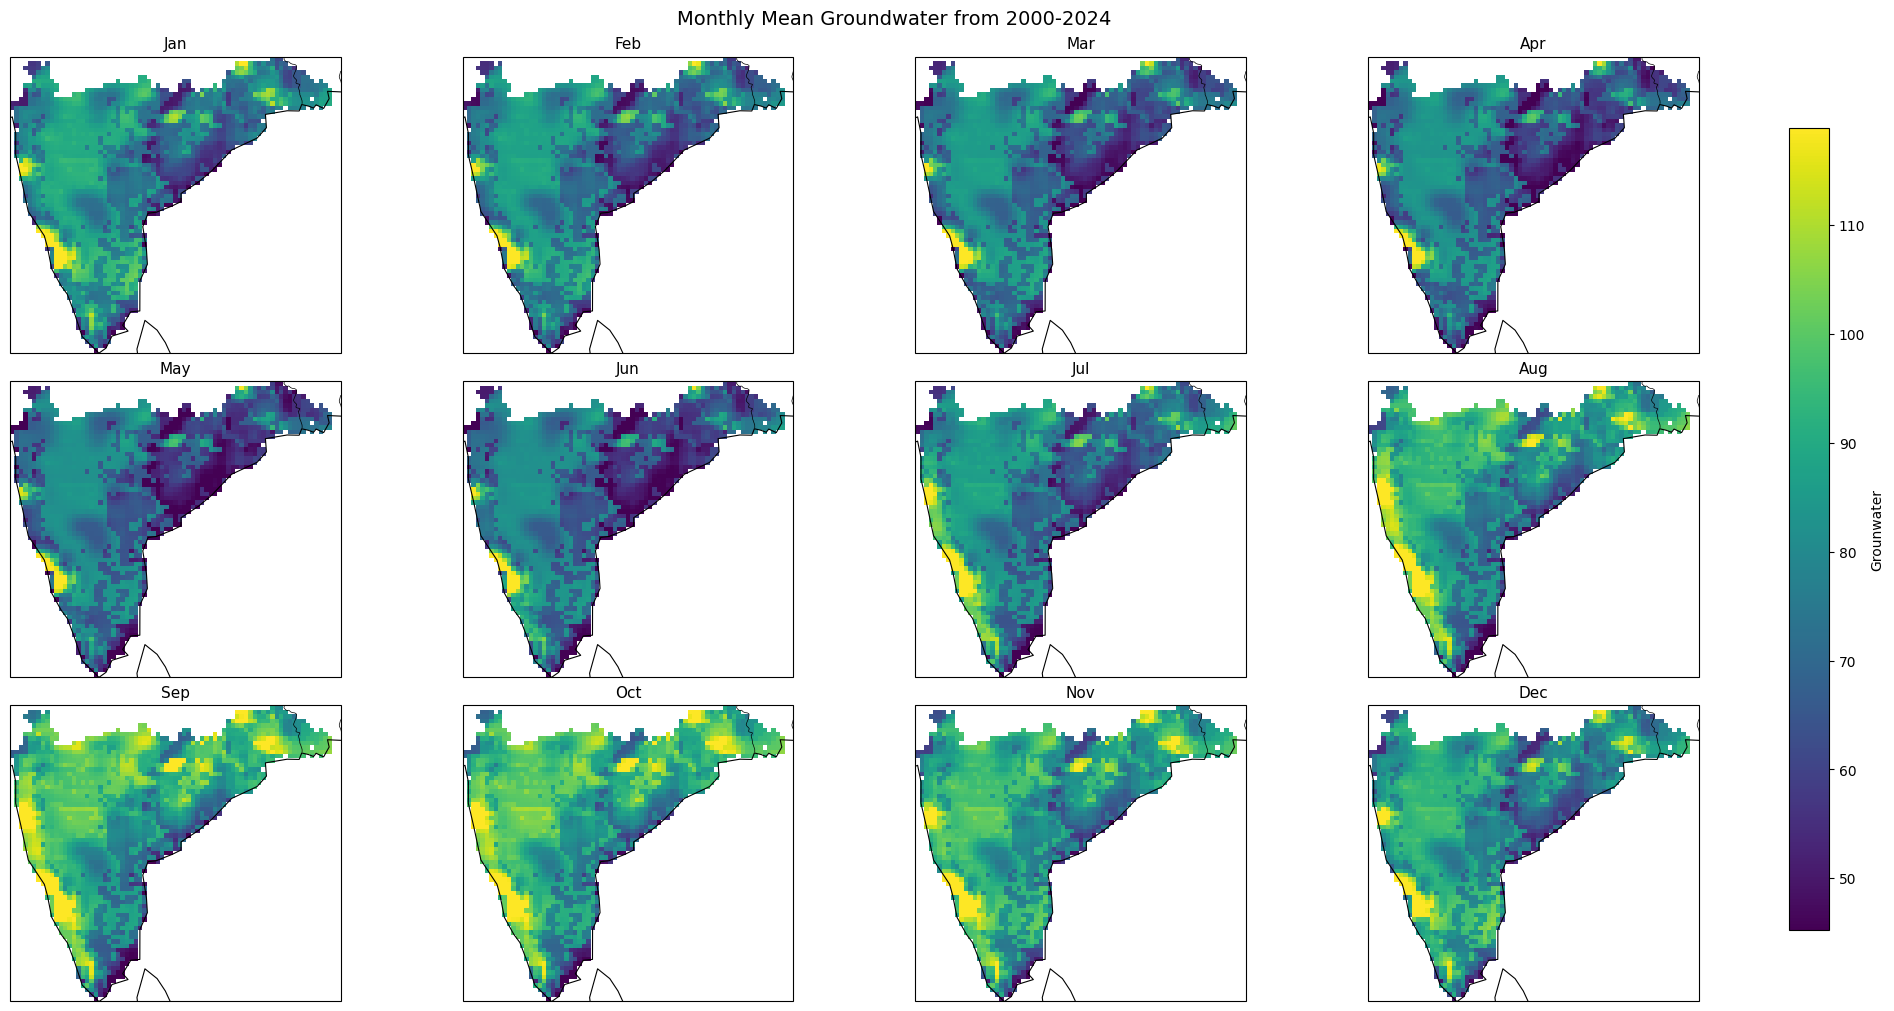 Monthly Mean Groundwater from 2000-2024
Jan
Feb
Mar
Apr
May
Jun
Jul
Aug
Sep
Oct
Nov
Dec
110
100
90
80
70
60
50
Grounwater